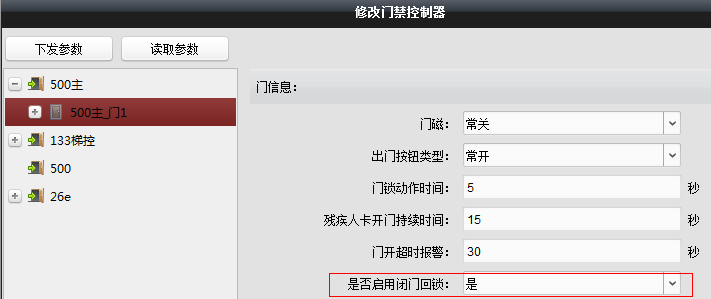 修改门禁控制器
下发参数 读取参数
500主
500主_门1
133梯控
500
26e
门信息：
门磁： 常关
出门按钮类型： 常开
门锁动作时间： 5 秒
残疾人卡开门持续时间： 15 秒
门开超时报警： 30 秒
是否启用闭门回锁： 是